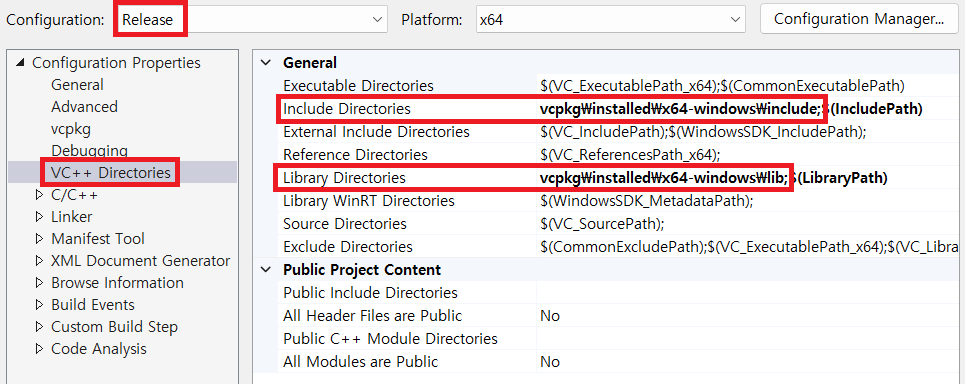 Configuration: Release Platform: x64 Configuration Manager...
Configuration Properties
General
Advanced
vcpkg
Debugging
VC++ Directories
C/C++
Linker
Manifest Tool
XML Document Generator
Browse Information
Build Events
Custom Build Step
Code Analysis
General
Executable Directories $(VC_ExecutablePath_x64);$(CommonExecutablePath)
Include Directories vcpkg₩installed₩x64-windows₩include;$(IncludePath)
External Include Directories $(VC_IncludePath);$(WindowsSDK_IncludePath);
Reference Directories $(VC_ReferencesPath_x64);
Library Directories vcpkg₩installed₩x64-windows₩lib;$(LibraryPath)
Library WinRT Directories $(WindowsSDK_MetadataPath);
Source Directories $(VC_SourcePath);
Exclude Directories $(CommonExcludePath);$(VC_ExecutablePath_x64);$(VC_Libra
Public Project Content
Public Include Directories
All Header Files are Public No
Public C++ Module Directories
All Modules are Public No